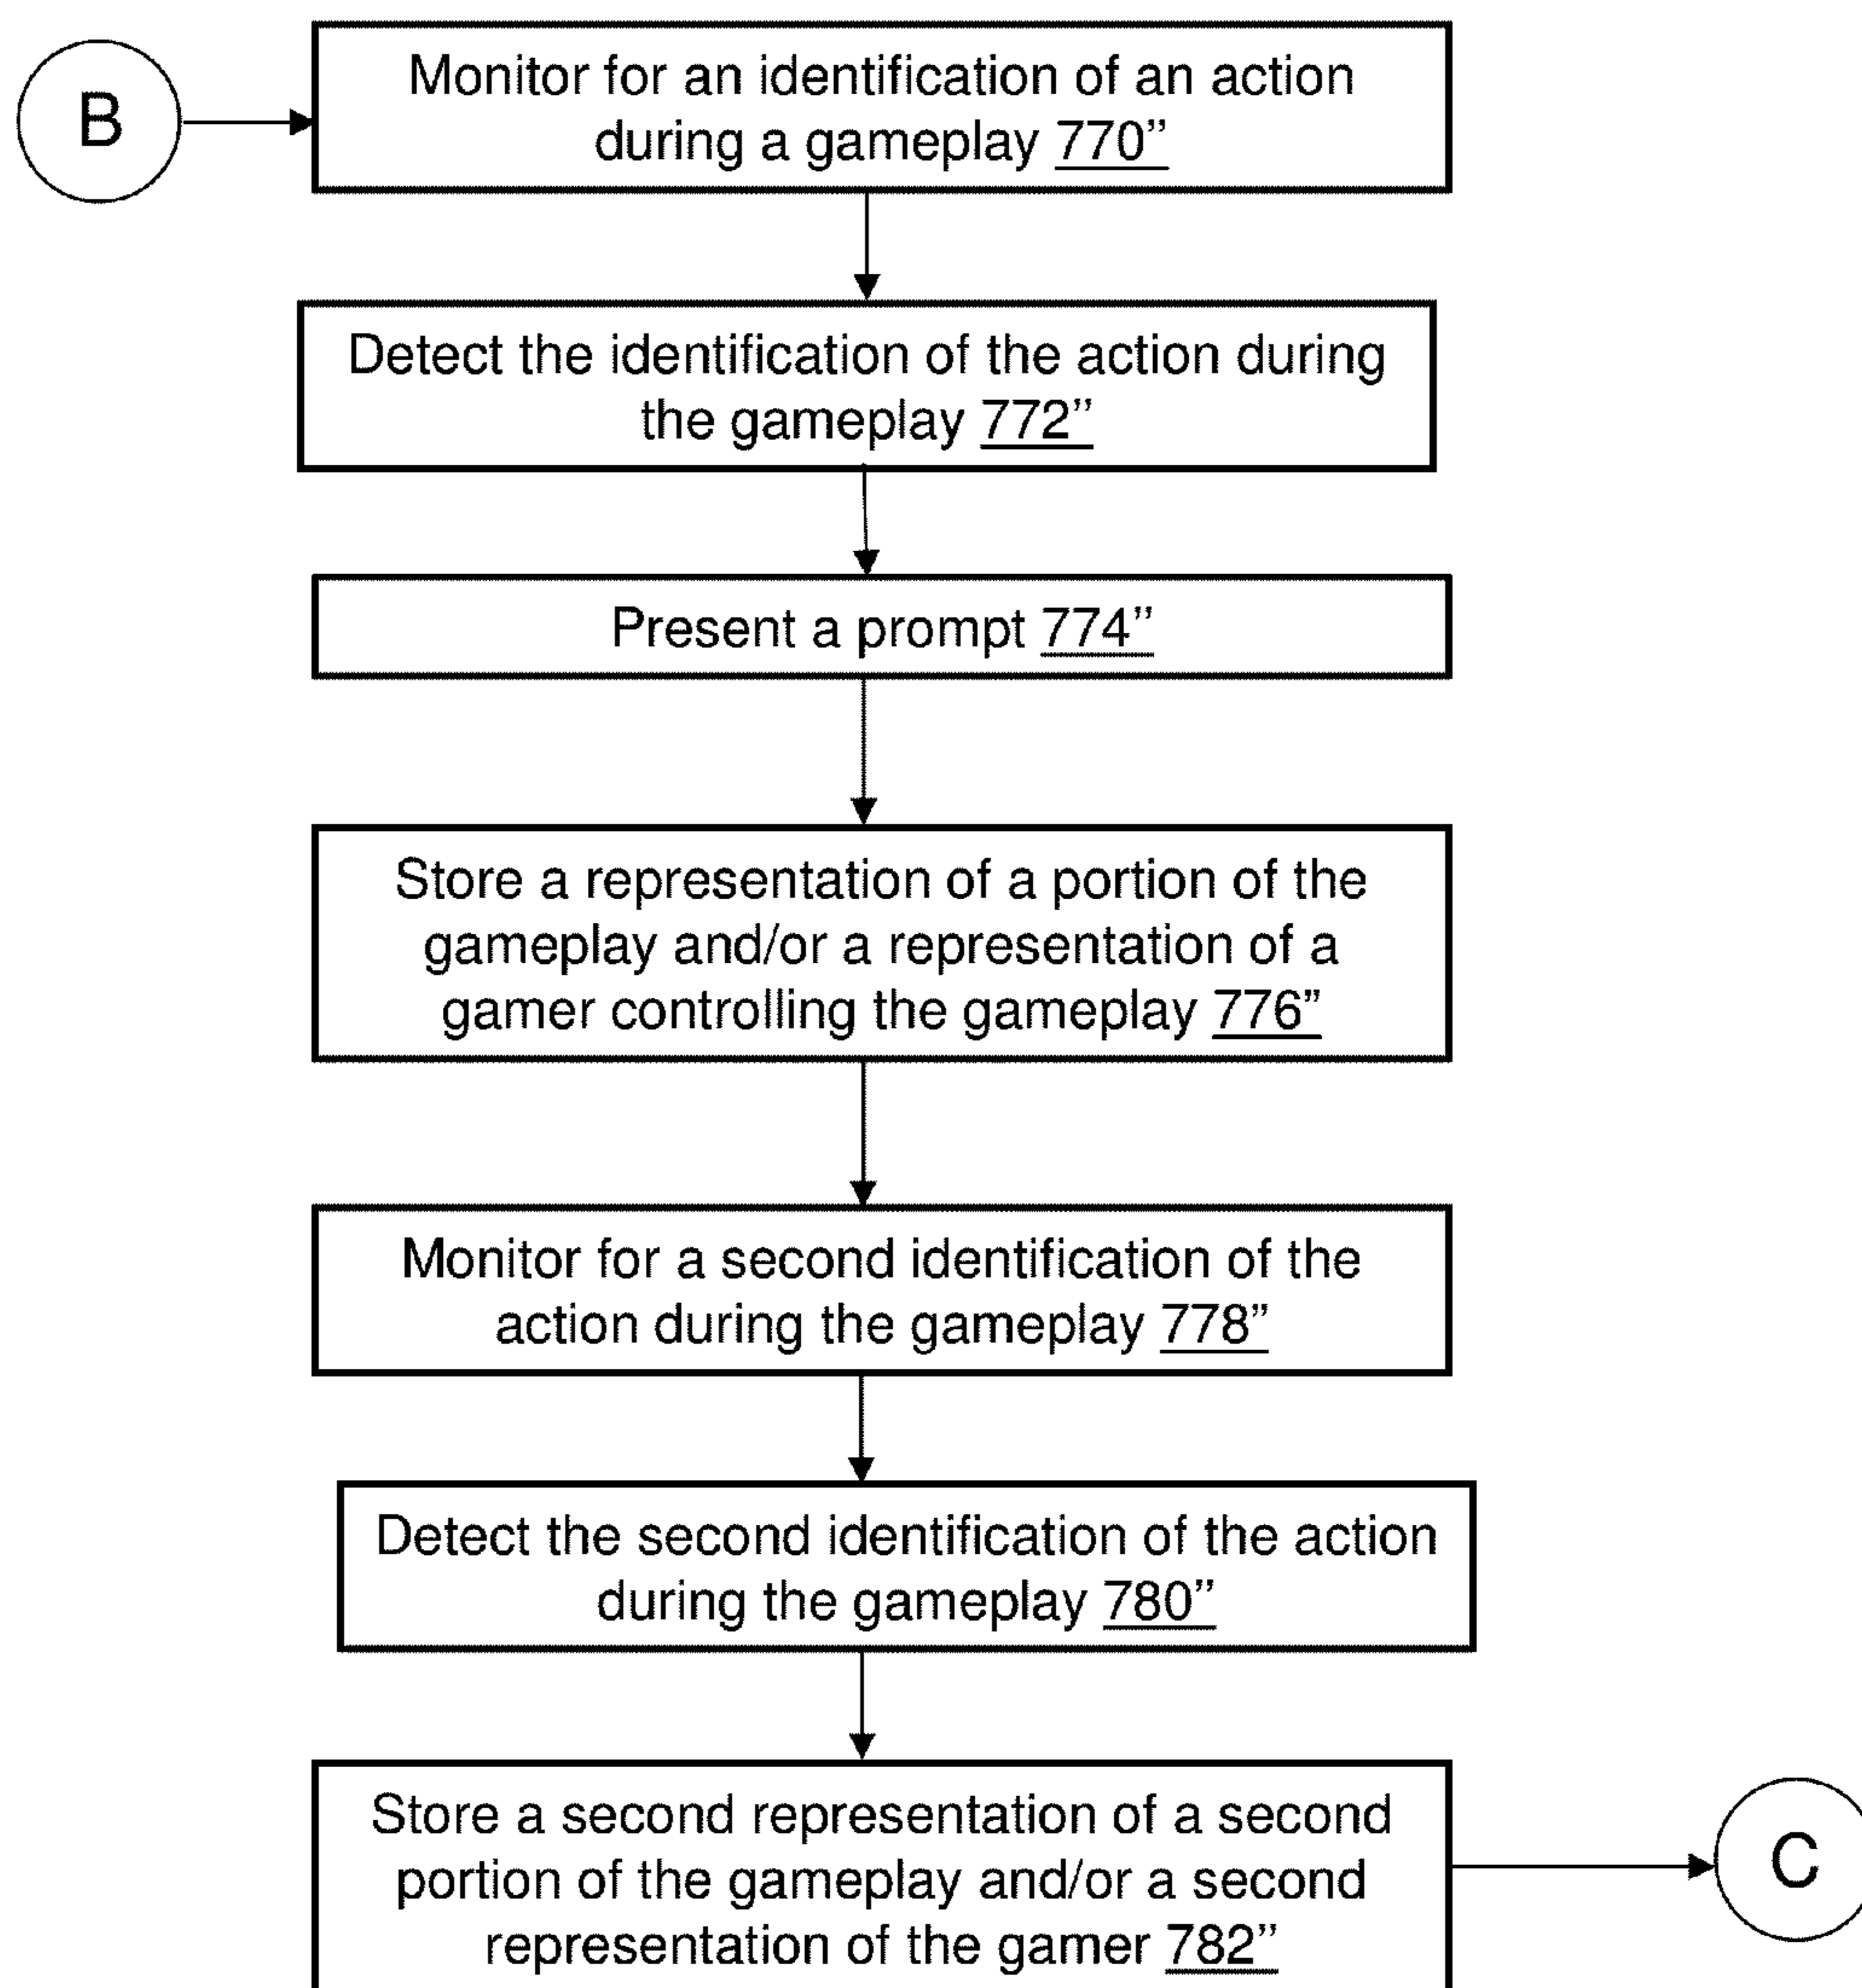 B
Monitor for an identification of an action
during a gameplay 770”
Detect the identification of the action during
the gameplay 772”
Present a prompt 774”
Store a representation of a portion of the
gameplay and/or a representation of a
gamer controlling the gameplay 776”
Monitor for a second identification of the
action during the gameplay 778”
Detect the second identification of the action
during the gameplay 780”
Store a second representation of a second
portion of the gameplay and/or a second
representation of the gamer 782”
C